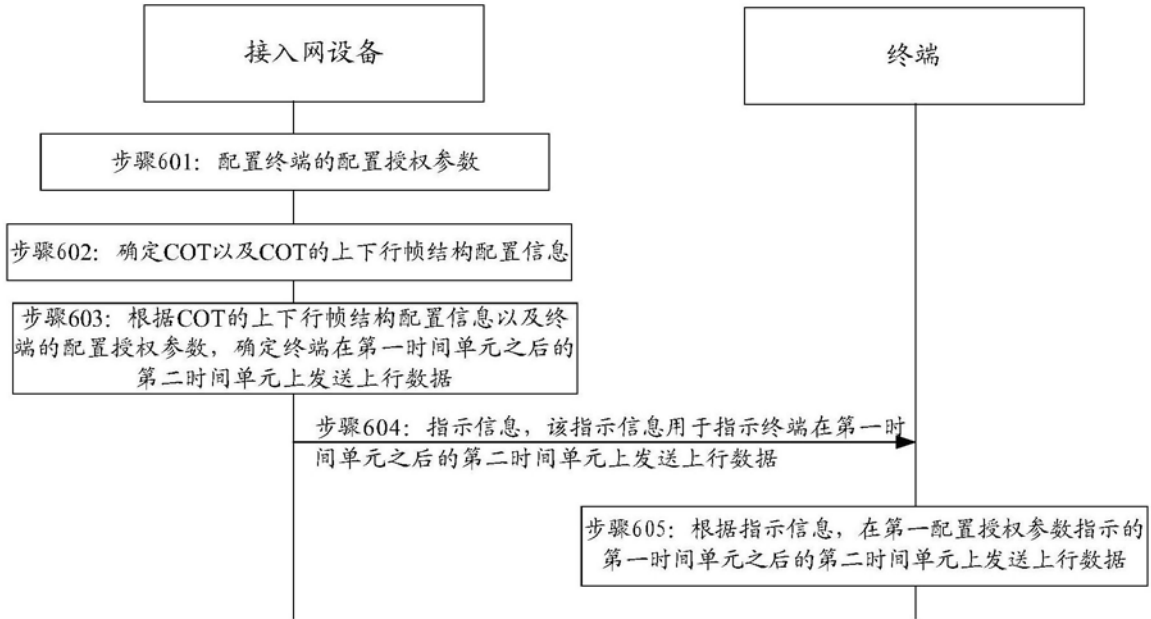 接入网设备
终端
步骤601：配置终端的配置授权参数
步骤602：确定COT以及COT的上下行帧结构配置信息
步骤603：根据COT的上下行帧结构配置信息以及终
端的配置授权参数，确定终端在第一时间单元之后的
第二时间单元上发送上行数据
步骤604：指示信息，该指示信息用于指示终端在第一时
间单元之后的第二时间单元上发送上行数据
步骤605：根据指示信息，在第一配置授权参数指示的
第一时间单元之后的第二时间单元上发送上行数据